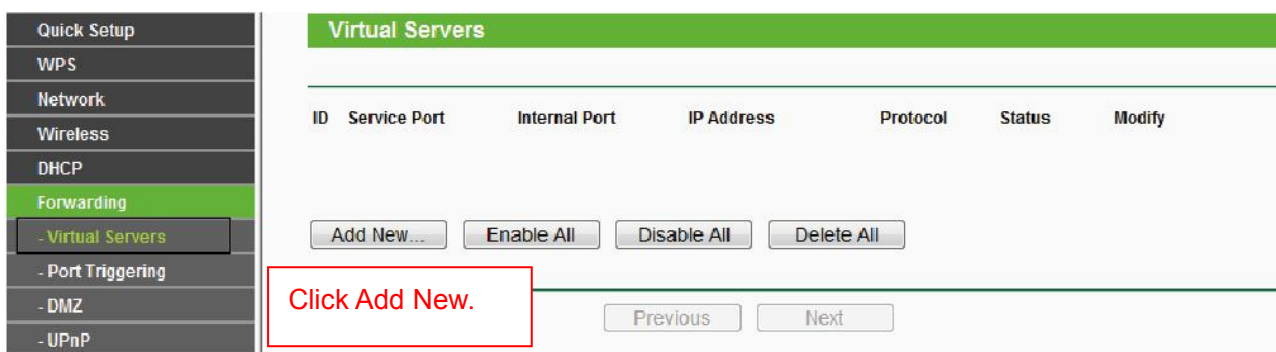 Quick Setup
WPS
Network
Wireless
DHCP
Forwarding
- Virtual Servers
- Port Triggering
- DMZ
- UPnP
Virtual Servers
ID Service Port Internal Port IP Address Protocol Status Modify
Add New... Enable All Disable All Delete All
Click Add New.
Previous Next